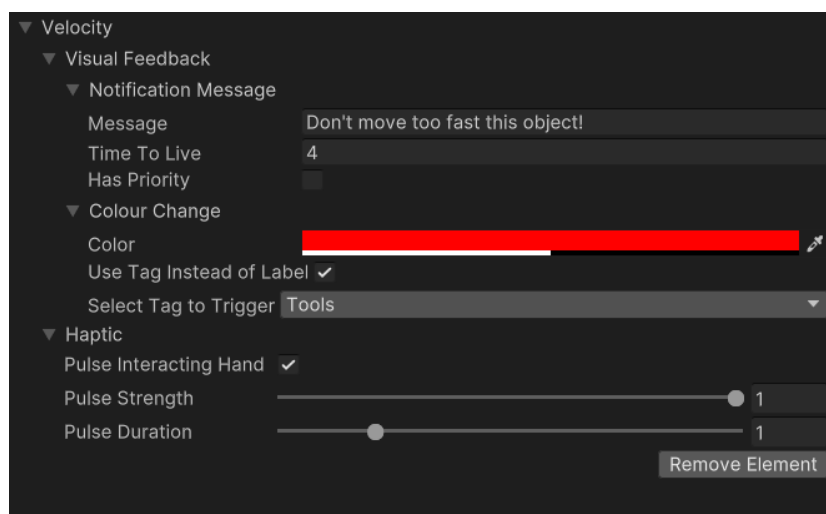 Velocity
Visual Feedback
Notification Message
Message Don't move too fast this object!
Time To Live 4
Has Priority
Colour Change
Color
Use Tag Instead of Label
Select Tag to Trigger Tools
Haptic
Pulse Interacting Hand
Pulse Strength 1
Pulse Duration 1
Remove Element